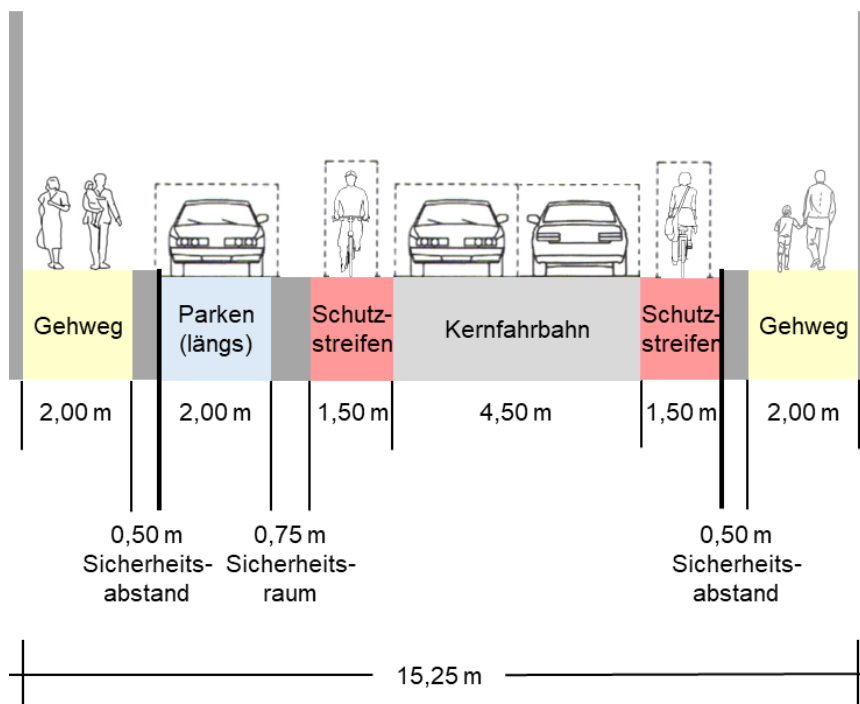 Gehweg
Parken
(längs)
Schutz-
streifen
Kernfahrbahn
Schutz-
streifen
Gehweg
2,00 m
2,00 m
1,50 m
4,50 m
1,50 m
2,00 m
0,50 m
Sicherheits-
abstand
0,75 m
Sicherheits-
raum
0,50 m
Sicherheits-
abstand
15,25 m